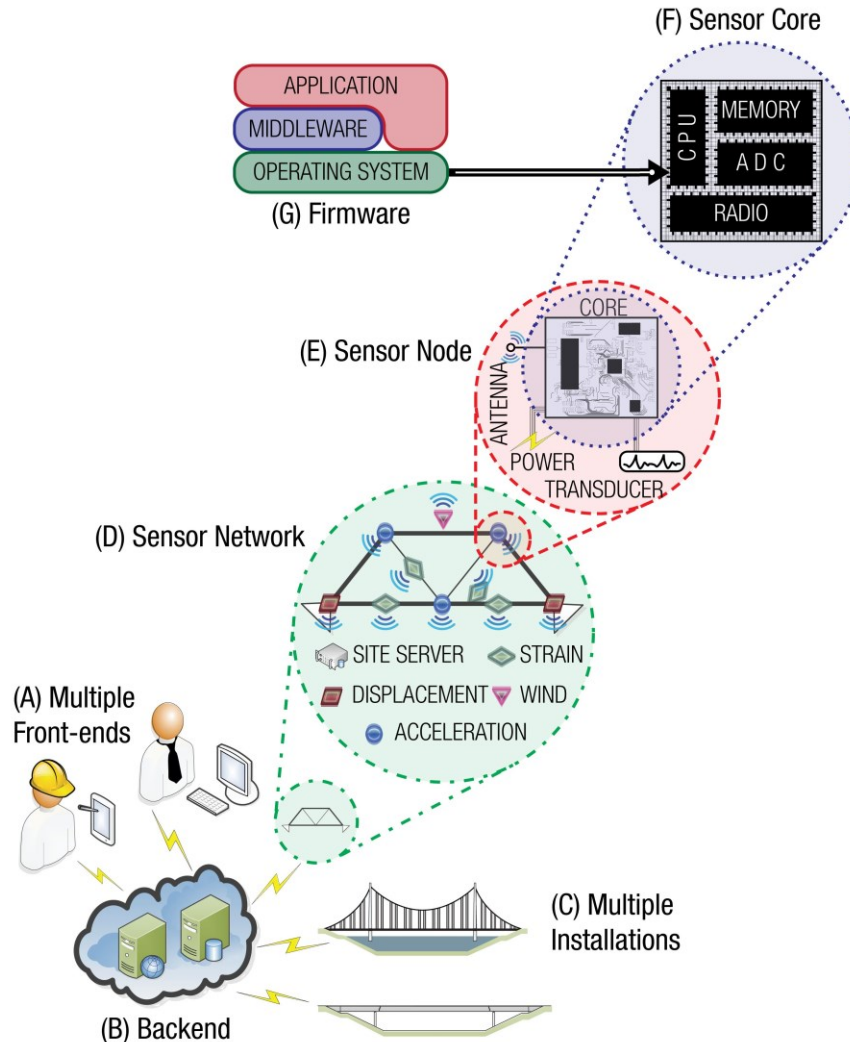 (F) Sensor Core
APPLICATION
MIDDLEWARE
OPERATING SYSTEM
(G) Firmware
CPU
MEMORY
ADC
RADIO
CORE
(E) Sensor Node
ANTENNA
POWER
TRANSDUCER
(D) Sensor Network
SITE SERVER
STRAIN
DISPLACEMENT
WIND
ACCELERATION
(A) Multiple
Front-ends
(C) Multiple
Installations
(B) Backend